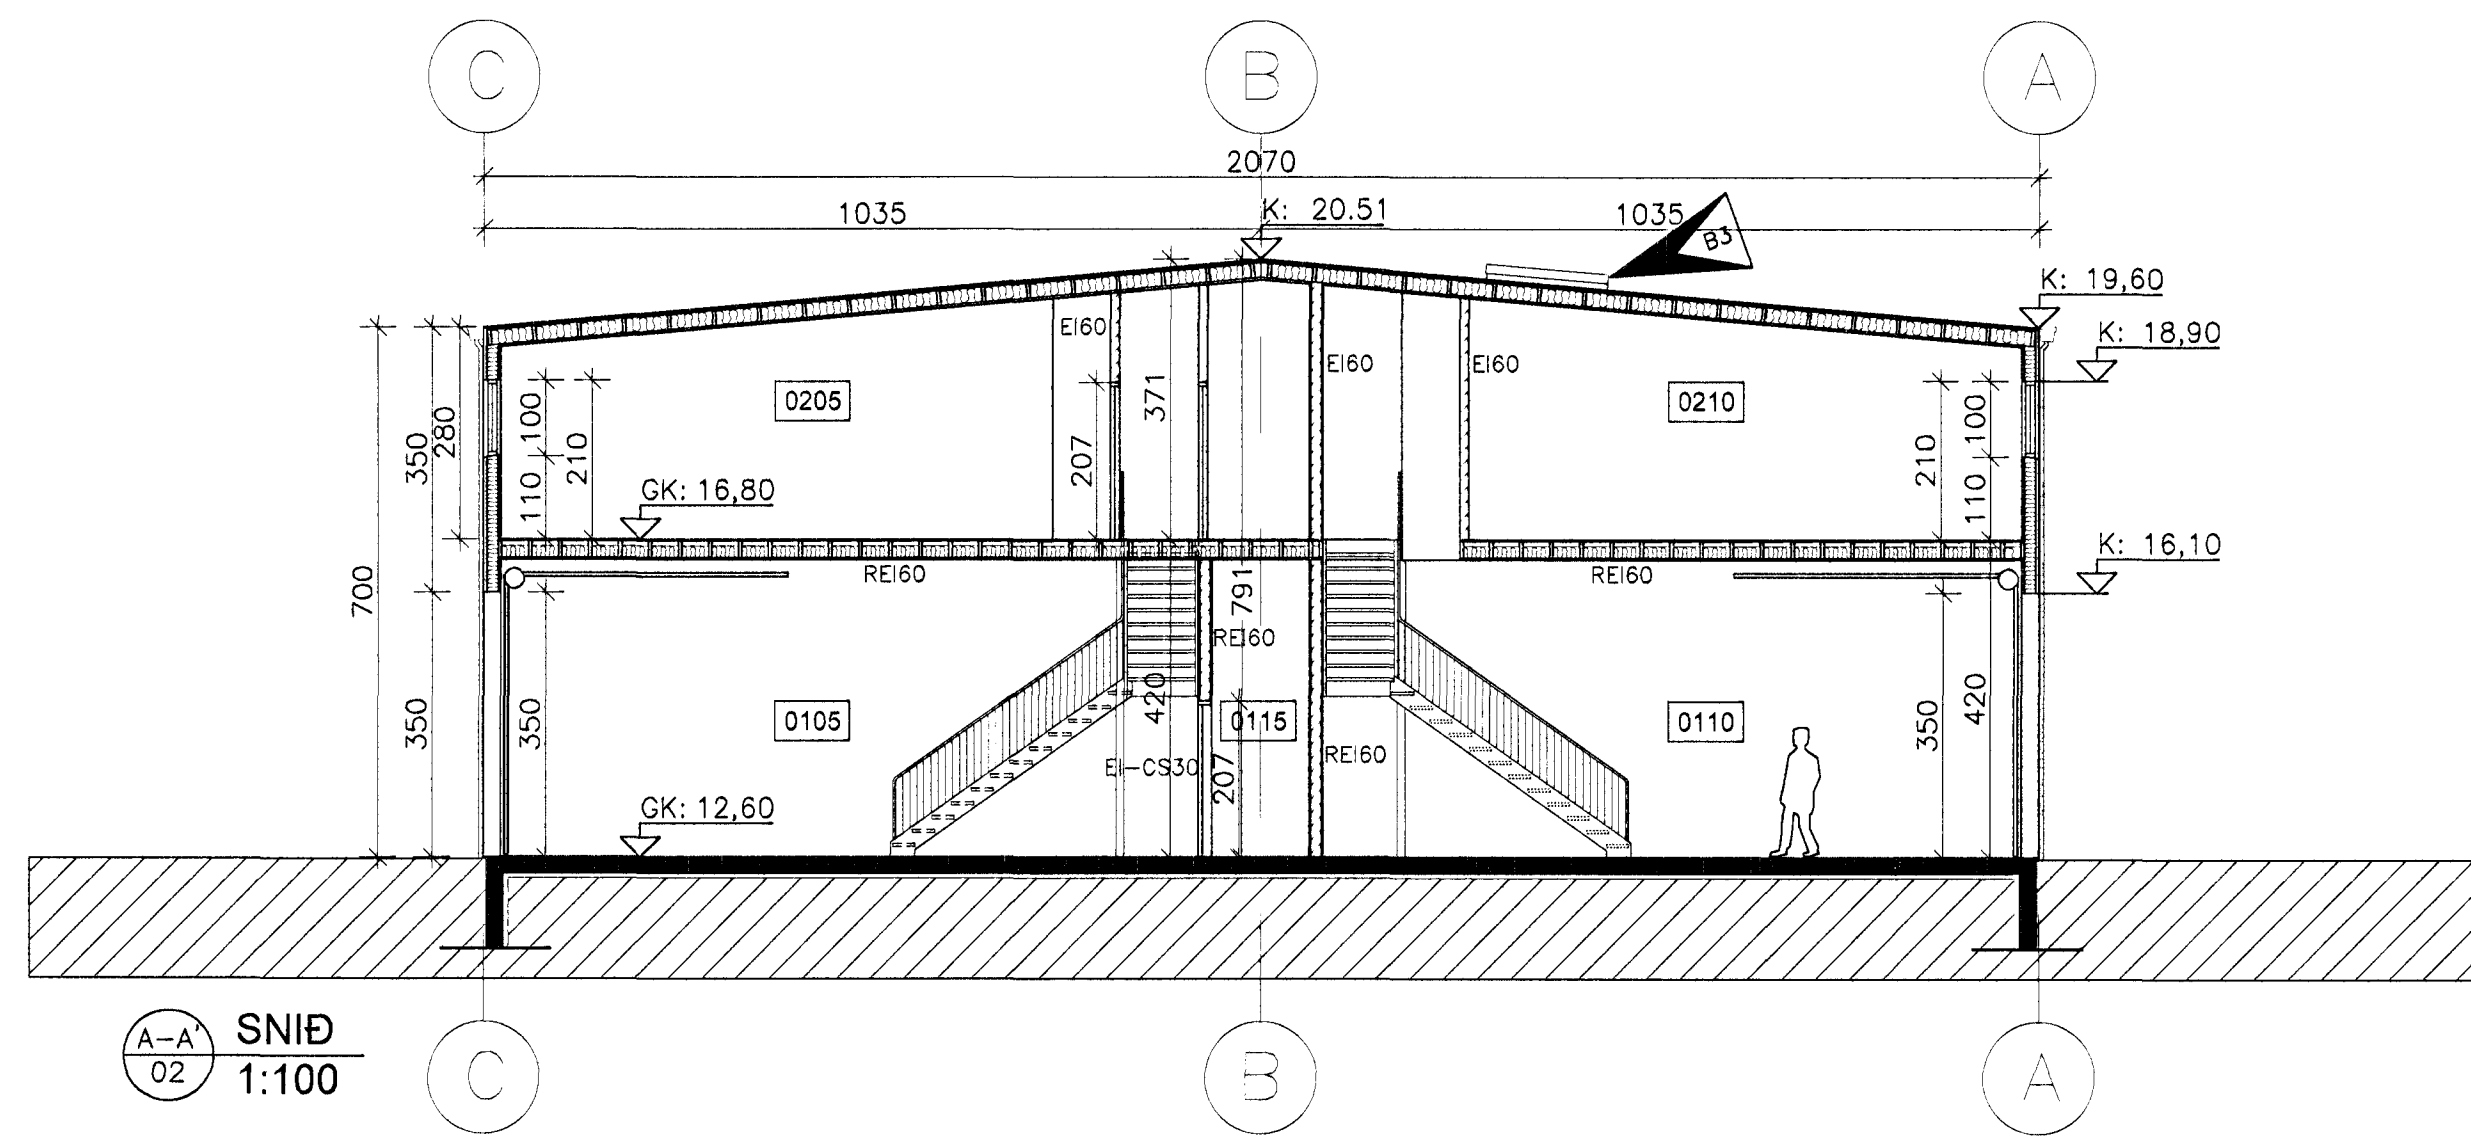 C
B
A
2070
1035
K: 20.51
1035
B3
K: 19,60
K: 18,90
EI60
EI60
EI60
0205
371
0210
100
280
350
210
207
210
100
110
GK: 16,80
110
K: 16,10
REI60
REI60
700
791
REI60
350
350
0105
420
0115
0110
350
420
REI60
EI-CS30
207
GK: 12,60
A-A'
02
SNIÐ
1:100
C
B
A